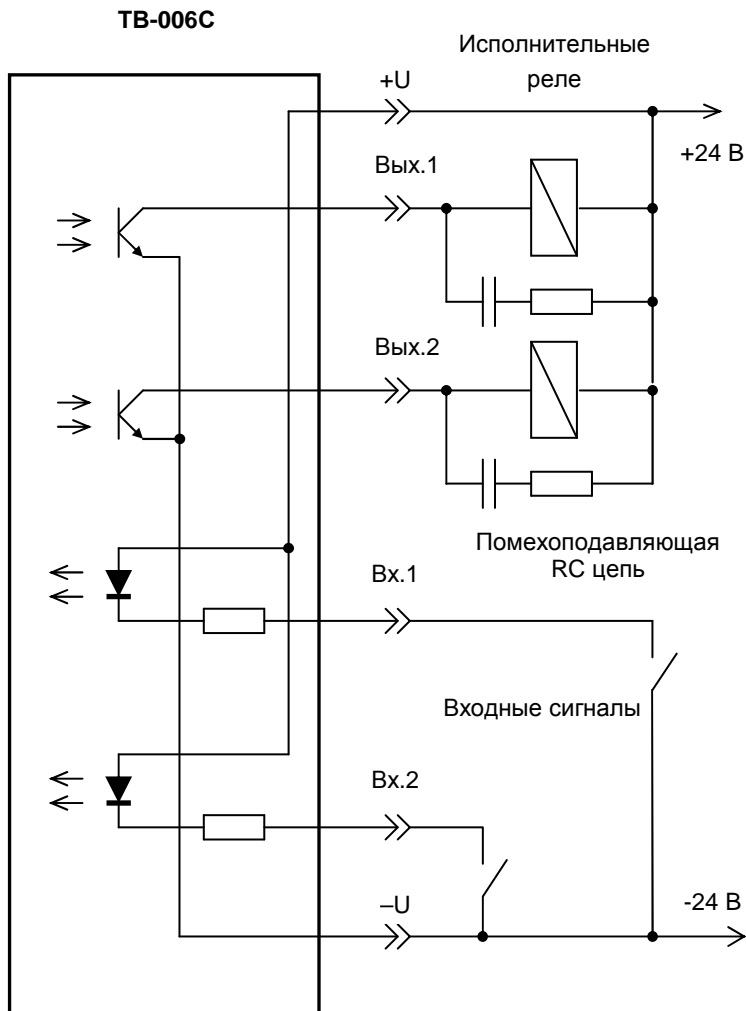 ТВ-006С
Исполнительные
реле
+U
+24 В
Вых.1
Вых.2
Помехоподавляющая
RC цепь
Вх.1
Входные сигналы
Вх.2
–U
-24 В